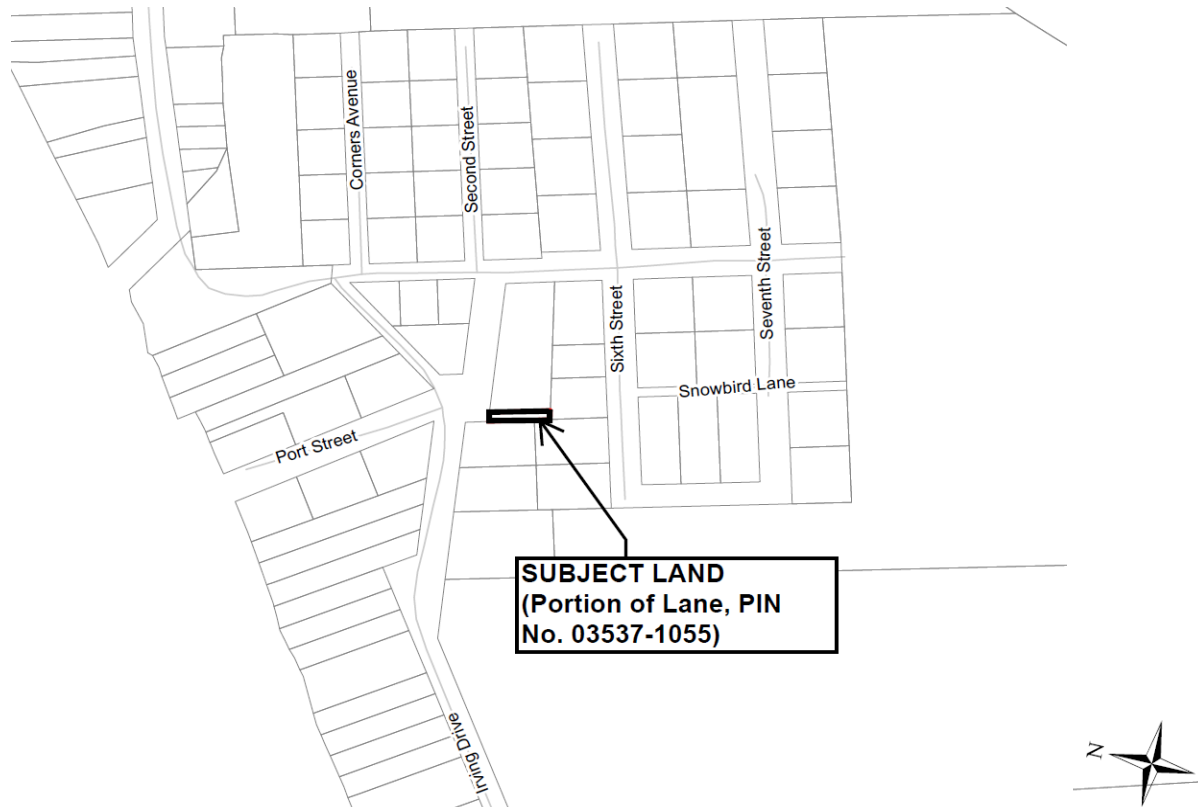 Corners Avenue
Second Street
Seventh Street
Sixth Street
Snowbird Lane
Port Street
SUBJECT LAND
(Portion of Lane, PIN
No. 03537-1055)
Irving Drive
N